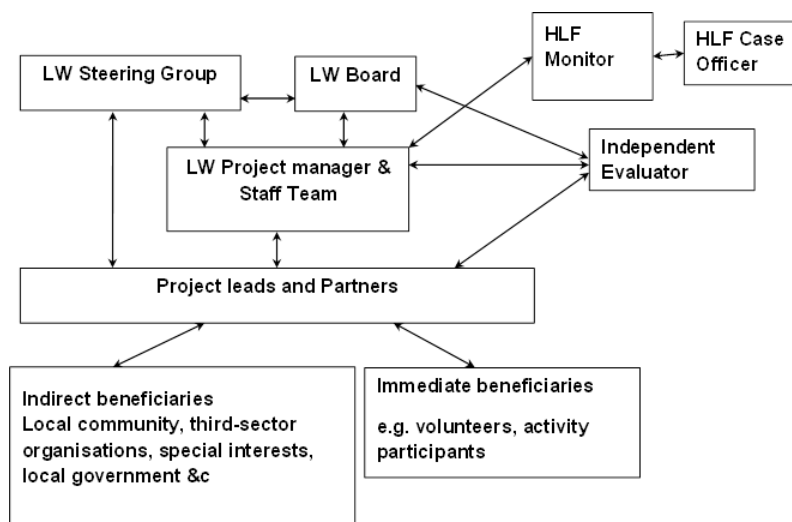 LW Steering Group
LW Board
HLF
Monitor
HLF Case
Officer
LW Project manager &
Staff Team
Independent
Evaluator
Project leads and Partners
Indirect beneficiaries
Local community, third-sector
organisations, special interests,
local government &c
Immediate beneficiaries
e.g. volunteers, activity
participants